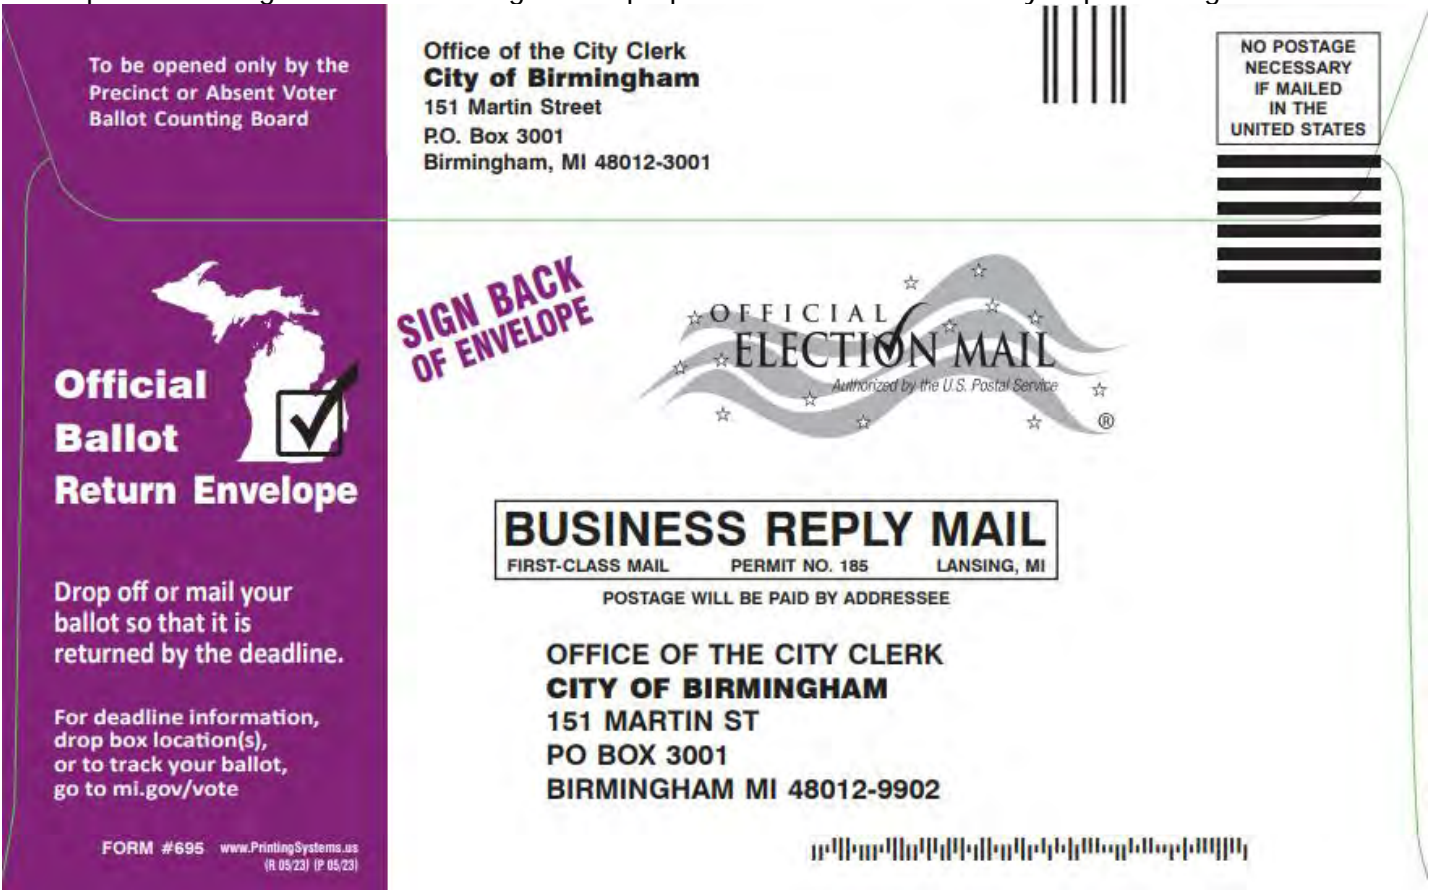 To be opened only by the
Precinct or Absent Voter
Ballot Counting Board
Office of the City Clerk
City of Birmingham
151 Martin Street
P.O. Box 3001
Birmingham, MI 48012-3001
NO POSTAGE
NECESSARY
IF MAILED
IN THE
UNITED STATES
SIGN BACK
OF ENVELOPE
OFFICIAL
ELECTION MAIL
Authorized by the U.S. Postal Service
®
Official
Ballot
Return Envelope
BUSINESS REPLY MAIL
FIRST-CLASS MAIL PERMIT NO. 185 LANSING, MI
POSTAGE WILL BE PAID BY ADDRESSEE
Drop off or mail your
ballot so that it is
returned by the deadline.
OFFICE OF THE CITY CLERK
CITY OF BIRMINGHAM
151 MARTIN ST
PO BOX 3001
BIRMINGHAM MI 48012-9902
For deadline information,
drop box location(s),
or to track your ballot,
go to mi.gov/vote
FORM #695 www.PrintingSystems.us
(R 05/23) (P 05/23)